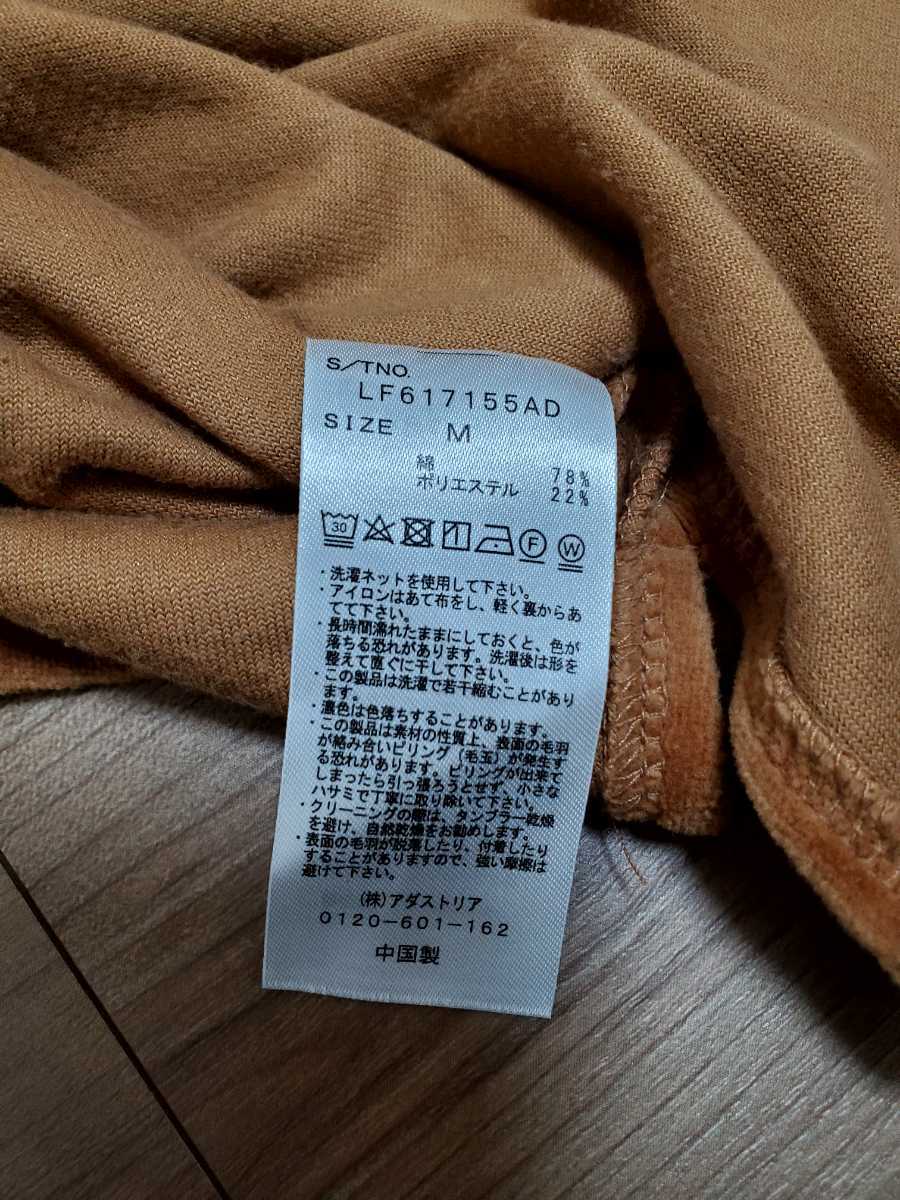 S/TNO.
LF617155AD
SIZE M
綿 78%
ポリエステル 22%
30
F W
・洗濯ネットを使用して下さい。
・アイロンはあて布をし、軽く裏からあ
てて下さい。
・長時間濡れたままにしておくと、色が
落ちる恐れがあります。洗濯後は形を
整えて直ぐに干して下さい。
・この製品は洗濯で若干縮むことがあり
ます。
・濃色は色落ちすることがあります。
・この製品は素材の性質上、表面の毛羽
が絡み合いピリング(毛玉)が発生す
る恐れがあります。ピリングが出来て
しまったら引っ張ろうとせず、小さな
ハサミで丁寧に取り除いて下さい。
・クリーニングの際は、タンブラー乾燥
を避け、自然乾燥をお勧めします。
・表面の毛羽が脱落したり、付着したり
することがありますので、強い摩擦は
避けて下さい。
(株)アダストリア
0120-601-162
中国製